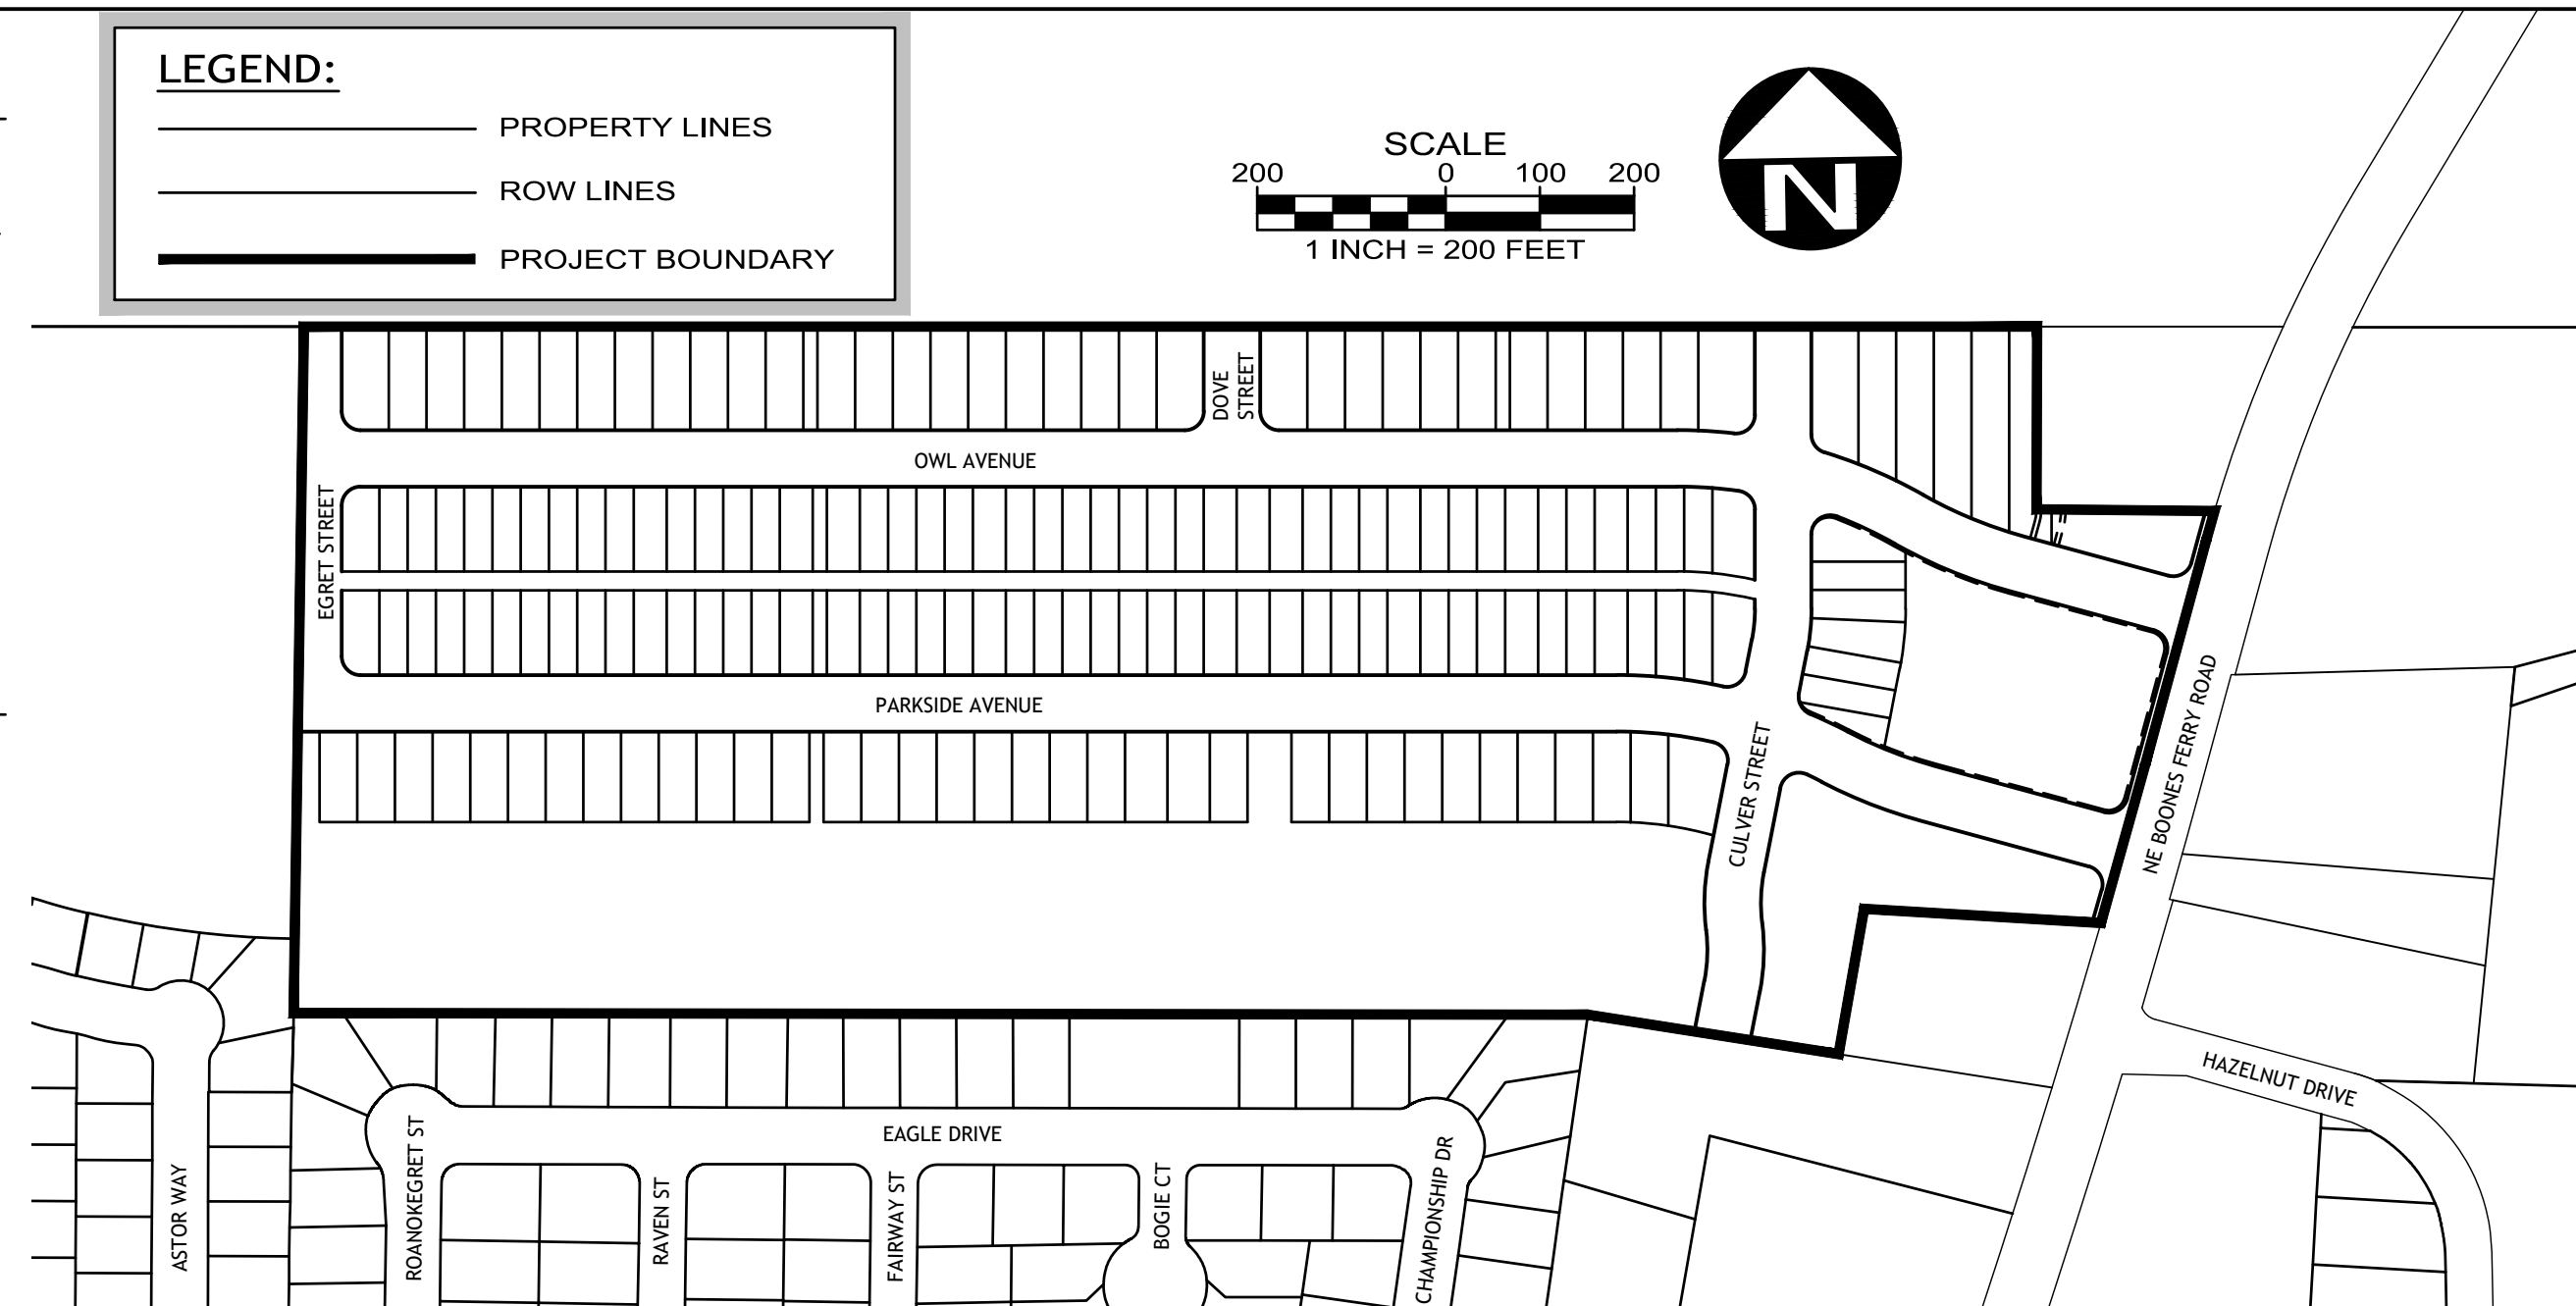 LEGEND:
PROPERTY LINES
ROW LINES
PROJECT BOUNDARY
SCALE
200 0 100 200
1 INCH = 200 FEET
N
DOVE
STREET
OWL AVENUE
EGRET STREET
PARKSIDE AVENUE
CULVER STREET
NE BOONES FERRY ROAD
HAZELNUT DRIVE
EAGLE DRIVE
ASTOR WAY
ROANOKEGRET ST
RAVEN ST
FAIRWAY ST
BOGIE CT
CHAMPIONSHIP DR